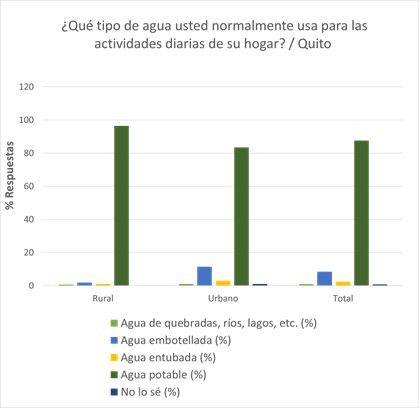 ¿Qué tipo de agua usted normalmente usa para las
actividades diarias de su hogar? / Quito
% Respuestas
120
100
80
60
40
20
0
Rural
Urbano
Total
Agua de quebradas, ríos, lagos, etc. (%)
Agua embotellada (%)
Agua entubada (%)
Agua potable (%)
No lo sé (%)